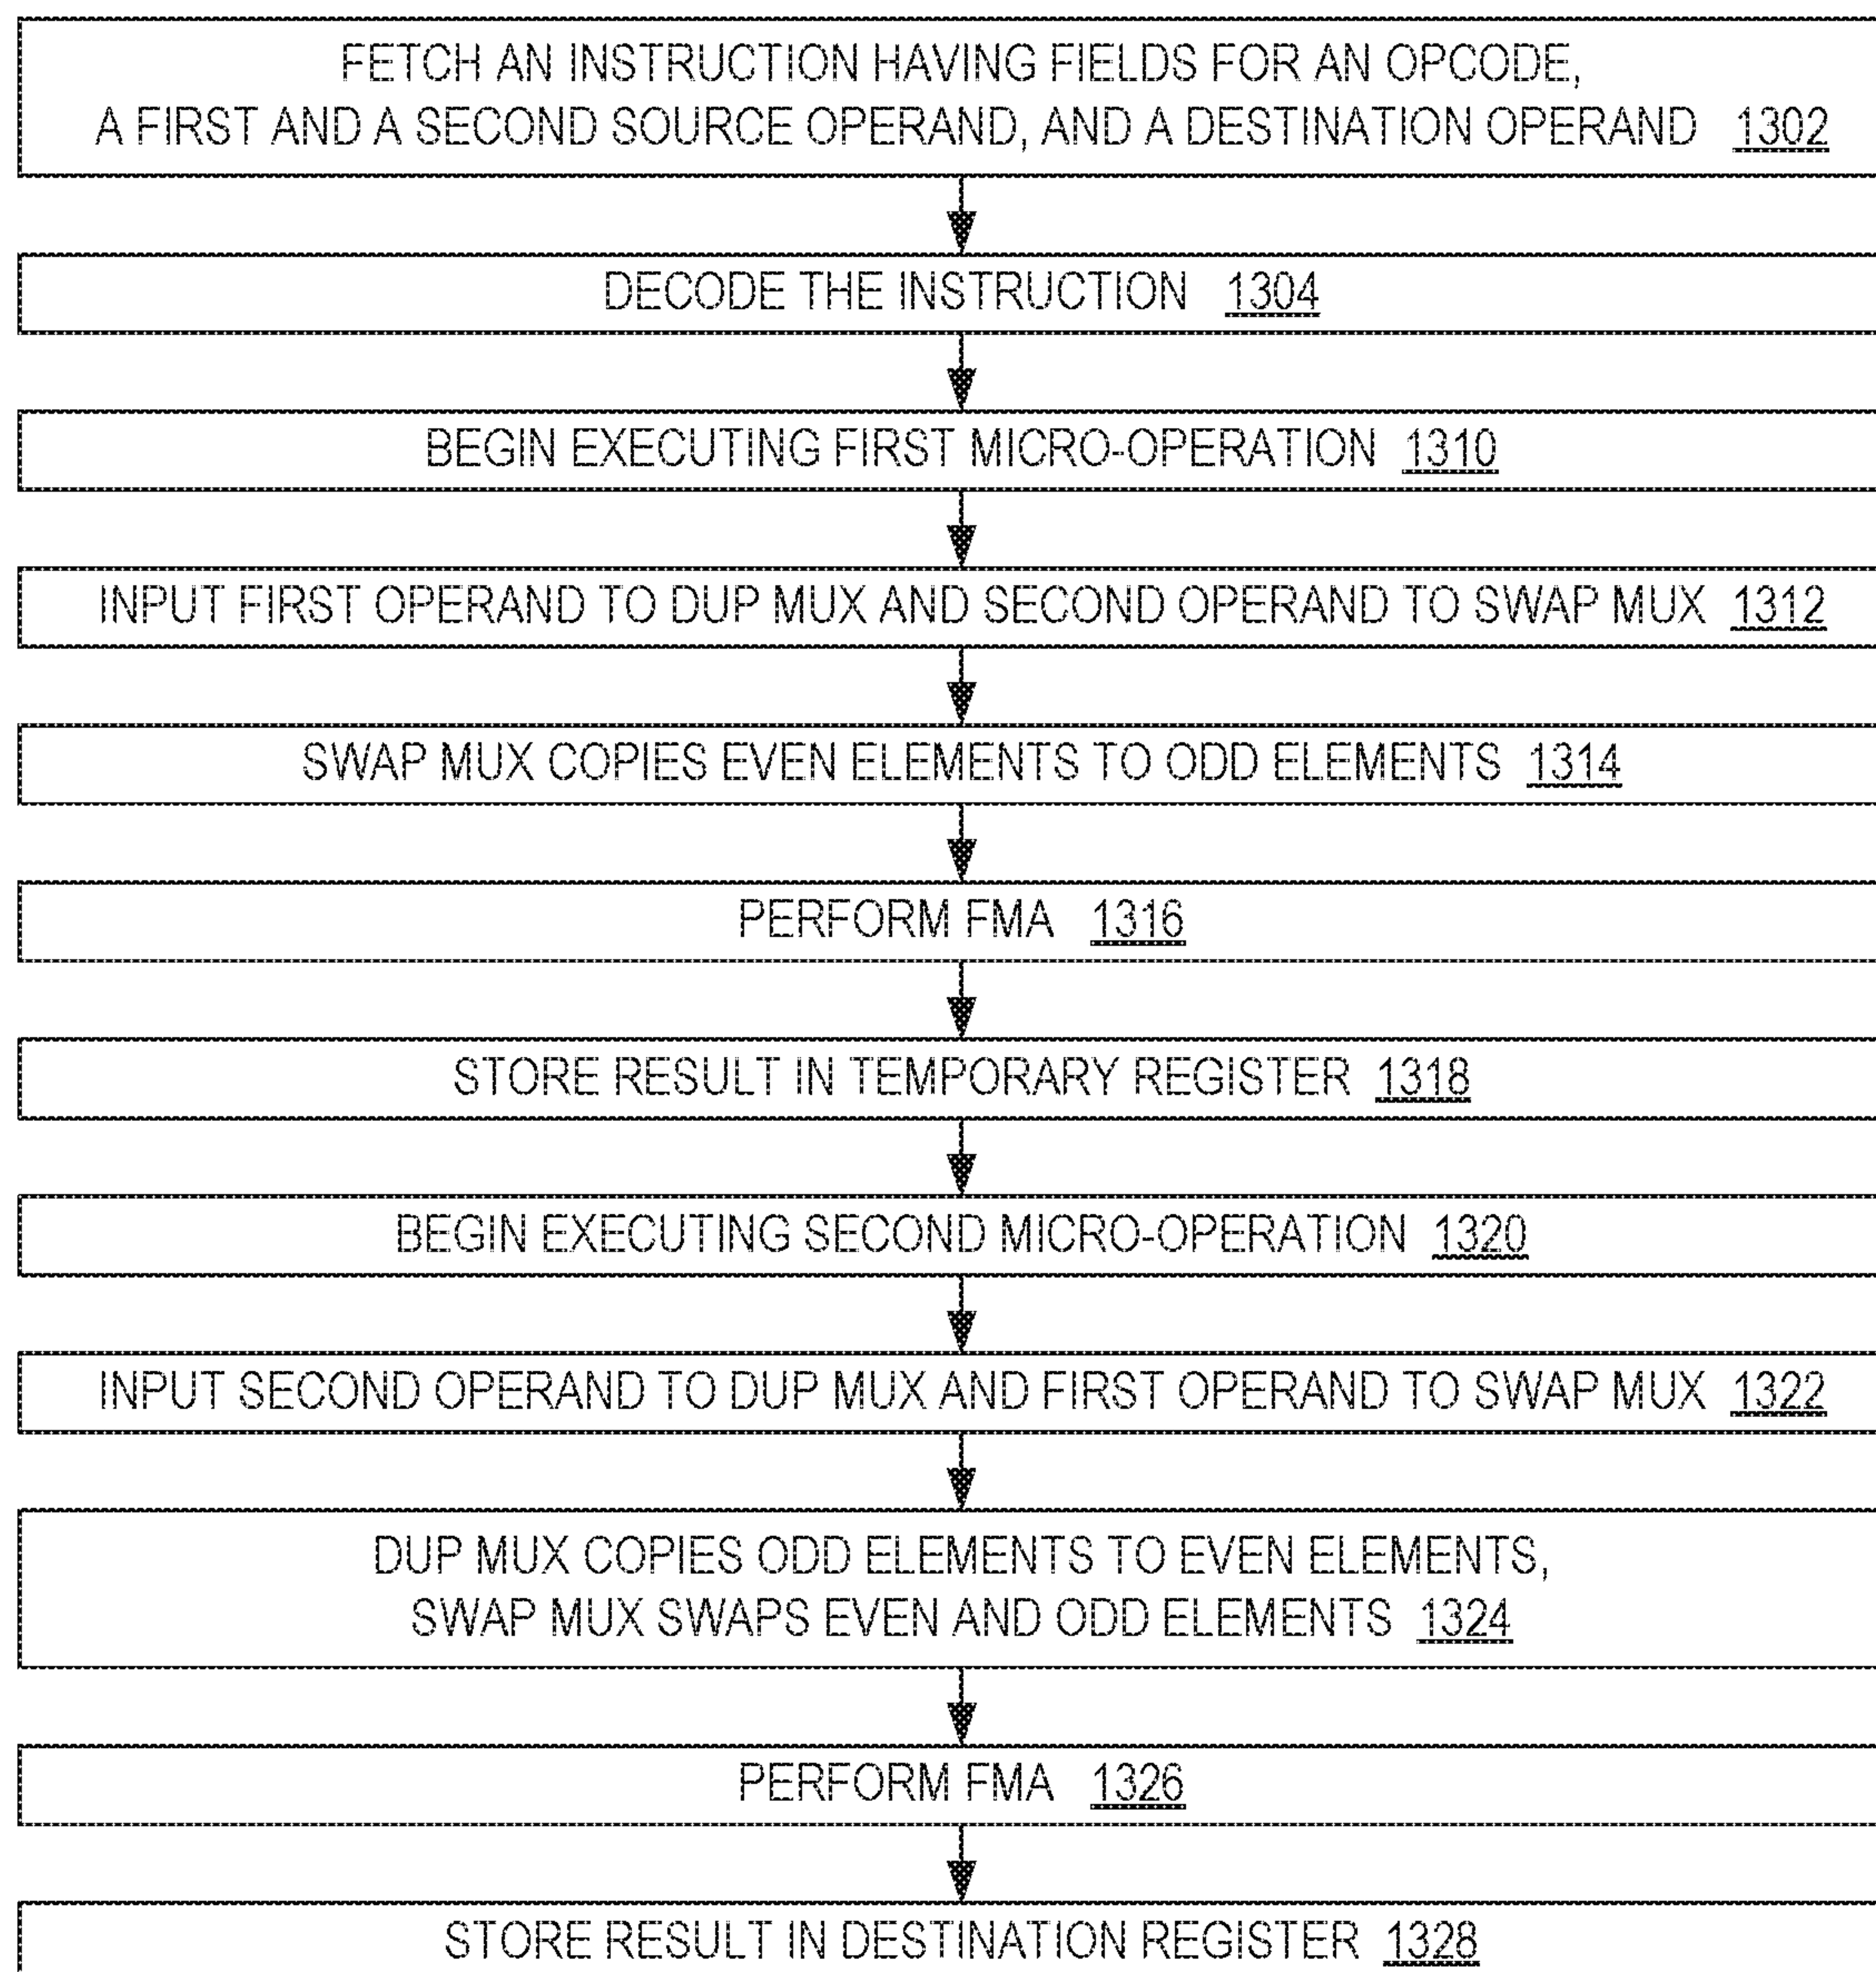 FETCH AN INSTRUCTION HAVING FIELDS FOR AN OPCODE,
A FIRST AND A SECOND SOURCE OPERAND, AND A DESTINATION OPERAND 1302
DECODE THE INSTRUCTION 1304
BEGIN EXECUTING FIRST MICRO-OPERATION 1310
INPUT FIRST OPERAND TO DUP MUX AND SECOND OPERAND TO SWAP MUX 1312
SWAP MUX COPIES EVEN ELEMENTS TO ODD ELEMENTS 1314
PERFORM FMA 1316
STORE RESULT IN TEMPORARY REGISTER 1318
BEGIN EXECUTING SECOND MICRO-OPERATION 1320
INPUT SECOND OPERAND TO DUP MUX AND FIRST OPERAND TO SWAP MUX 1322
DUP MUX COPIES ODD ELEMENTS TO EVEN ELEMENTS,
SWAP MUX SWAPS EVEN AND ODD ELEMENTS 1324
PERFORM FMA 1326
STORE RESULT IN DESTINATION REGISTER 1328